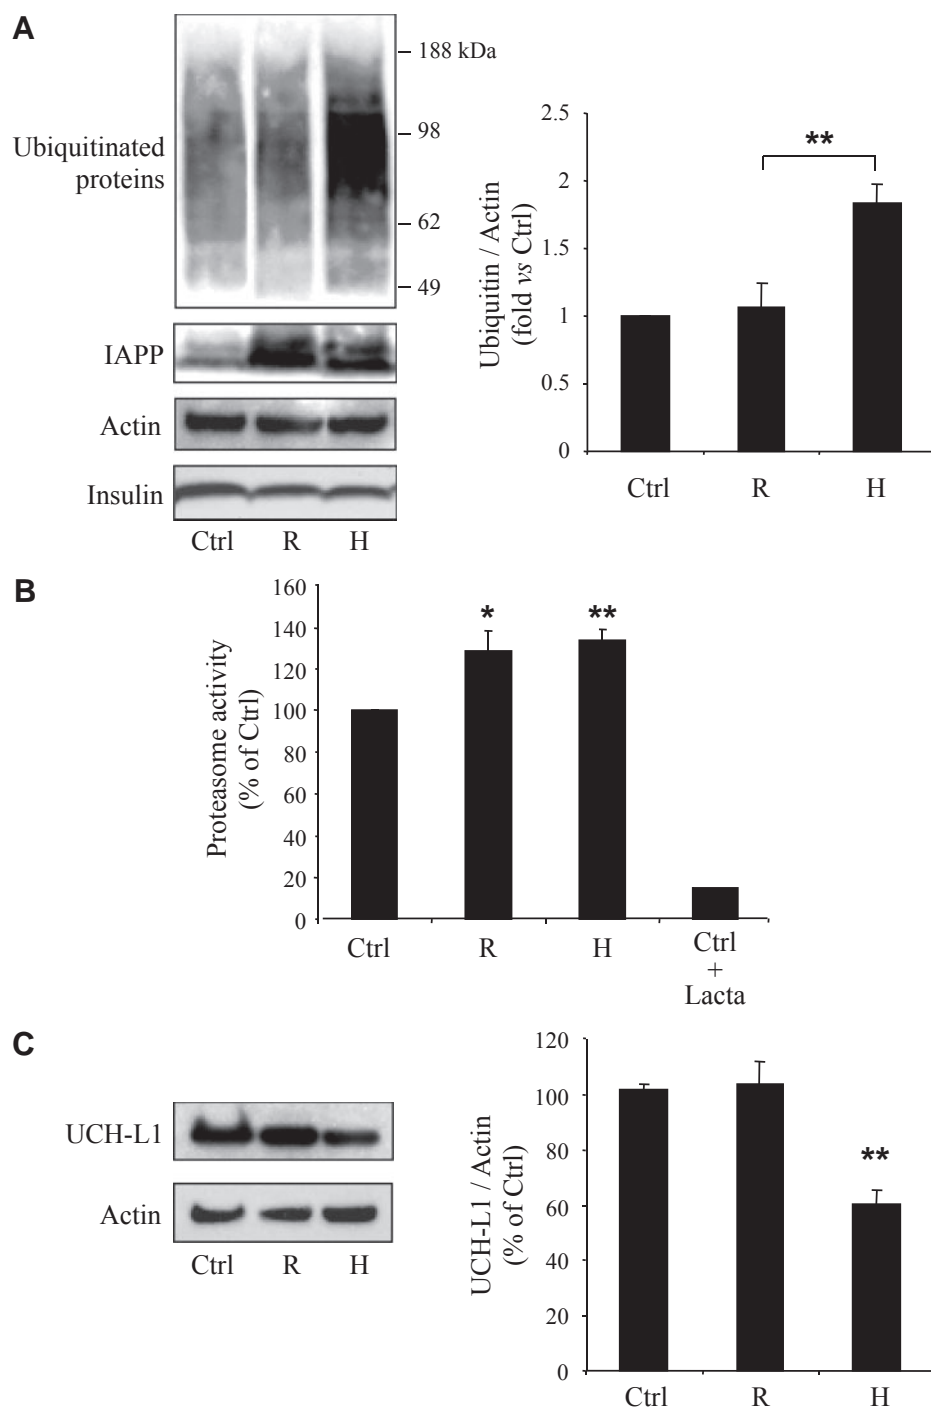 A
188 kDa
98
62
49
Ubiquitinated
proteins
IAPP
Actin
Insulin
Ctrl R H
Ubiquitin / Actin
(fold vs Ctrl)
2.5
2
1.5
1
0.5
0
**
Ctrl R H
B
Proteasome activity
(% of Ctrl)
160
140
120
100
80
60
40
20
0
* **
Ctrl R H Ctrl
+
Lacta
C
UCH-L1
Actin
Ctrl R H
UCH-L1 / Actin
(% of Ctrl)
120
100
80
60
40
20
0
**
Ctrl R H